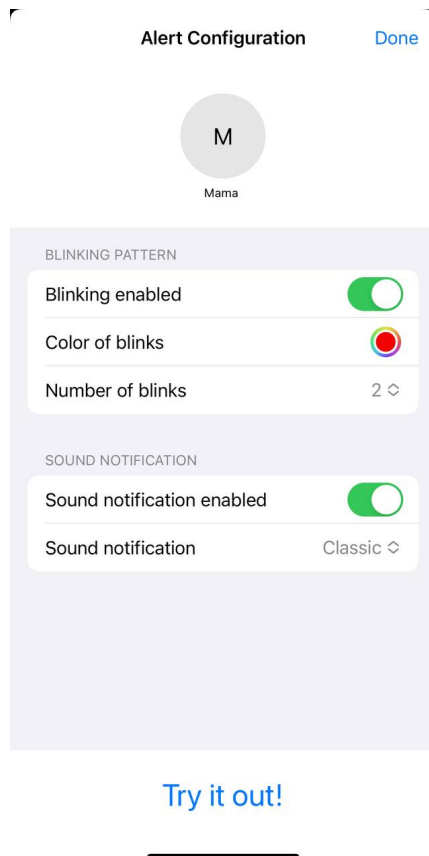 Alert Configuration
Done
M
Mama
BLINKING PATTERN
Blinking enabled
Color of blinks
Number of blinks 2
SOUND NOTIFICATION
Sound notification enabled
Sound notification Classic
Try it out!